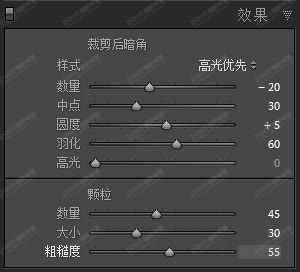 效果
裁剪后暗角
样式 高光优先
数量 - 20
中点 30
圆度 + 5
羽化 60
高光 0
颗粒
数量 45
大小 30
粗糙度 55